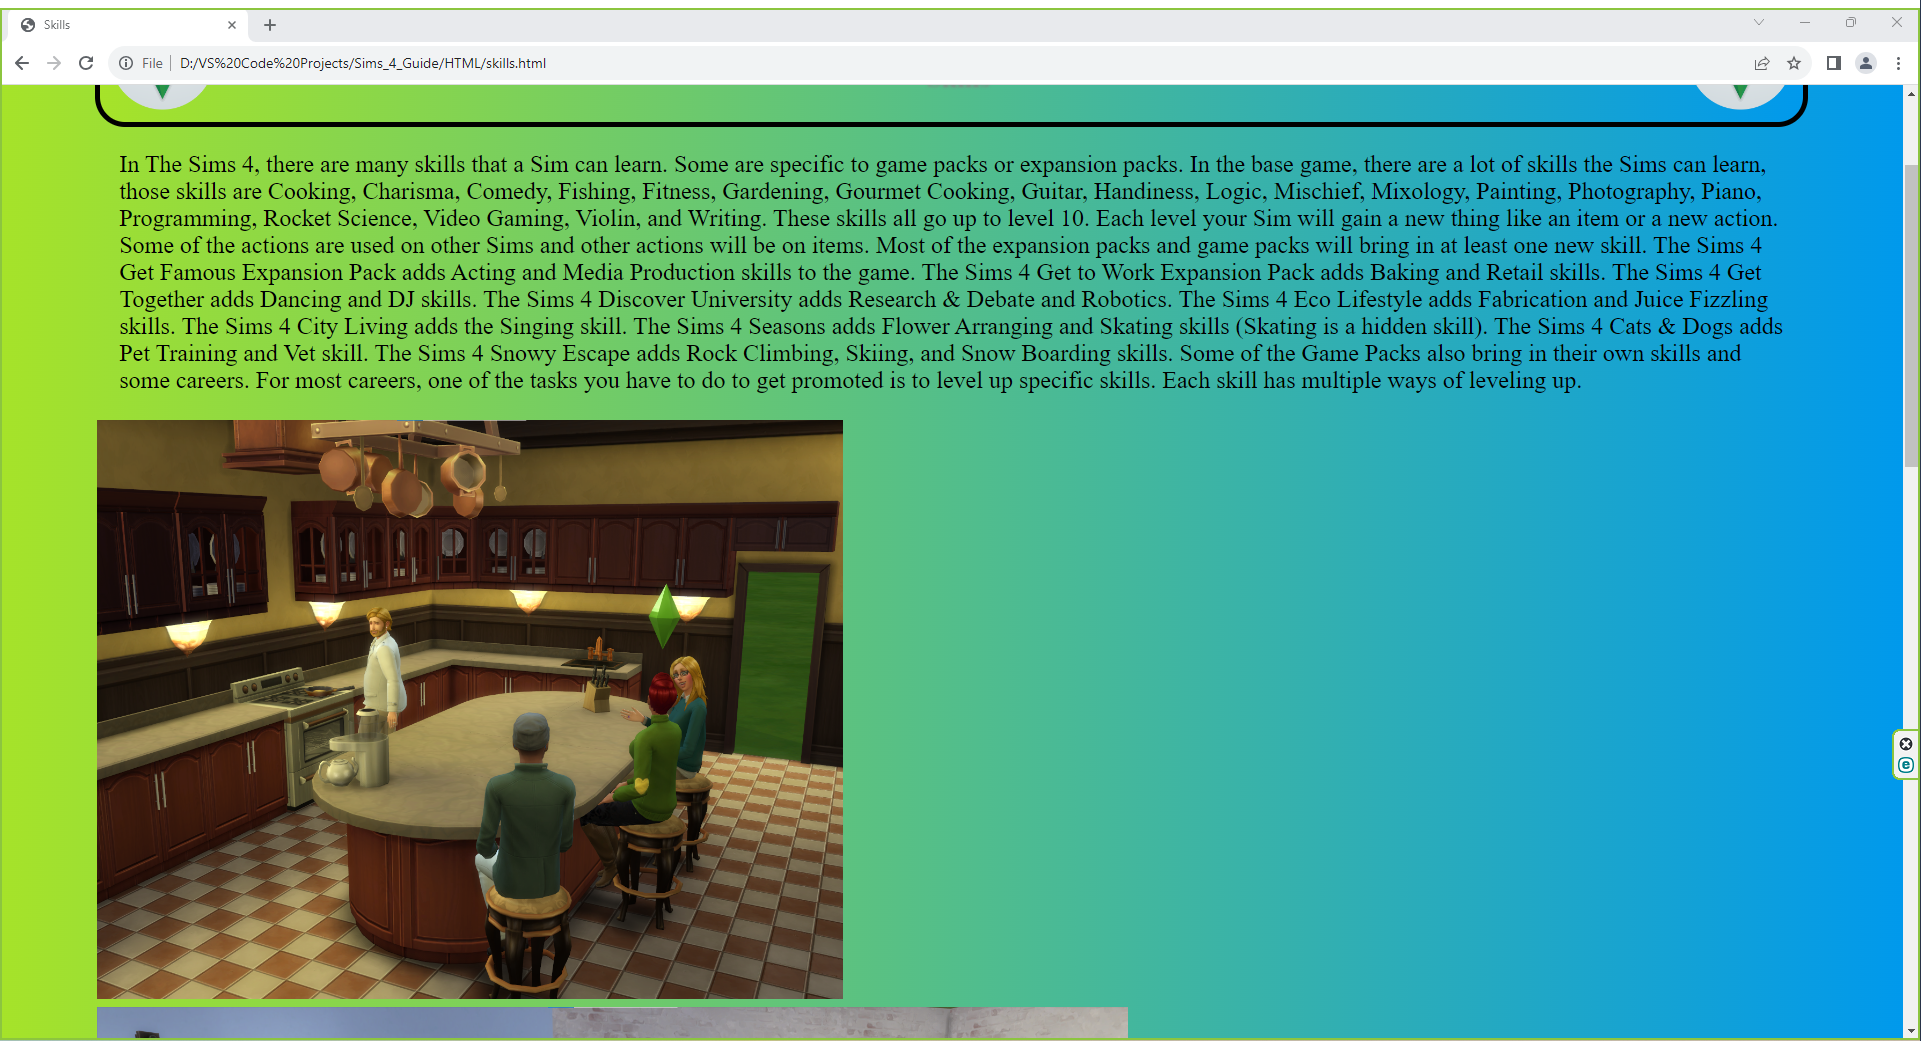 Skills
File
D:/VS%20Code%20Projects/Sims_4_Guide/HTML/skills.html
In The Sims 4, there are many skills that a Sim can learn. Some are specific to game packs or expansion packs. In the base game, there are a lot of skills the Sims can learn,
those skills are Cooking, Charisma, Comedy, Fishing, Fitness, Gardening, Gourmet Cooking, Guitar, Handiness, Logic, Mischief, Mixology, Painting, Photography, Piano,
Programming, Rocket Science, Video Gaming, Violin, and Writing. These skills all go up to level 10. Each level your Sim will gain a new thing like an item or a new action.
Some of the actions are used on other Sims and other actions will be on items. Most of the expansion packs and game packs will bring in at least one new skill. The Sims 4
Get Famous Expansion Pack adds Acting and Media Production skills to the game. The Sims 4 Get to Work Expansion Pack adds Baking and Retail skills. The Sims 4 Get
Together adds Dancing and DJ skills. The Sims 4 Discover University adds Research & Debate and Robotics. The Sims 4 Eco Lifestyle adds Fabrication and Juice Fizzling
skills. The Sims 4 City Living adds the Singing skill. The Sims 4 Seasons adds Flower Arranging and Skating skills (Skating is a hidden skill). The Sims 4 Cats & Dogs adds
Pet Training and Vet skill. The Sims 4 Snowy Escape adds Rock Climbing, Skiing, and Snow Boarding skills. Some of the Game Packs also bring in their own skills and
some careers. For most careers, one of the tasks you have to do to get promoted is to level up specific skills. Each skill has multiple ways of leveling up.